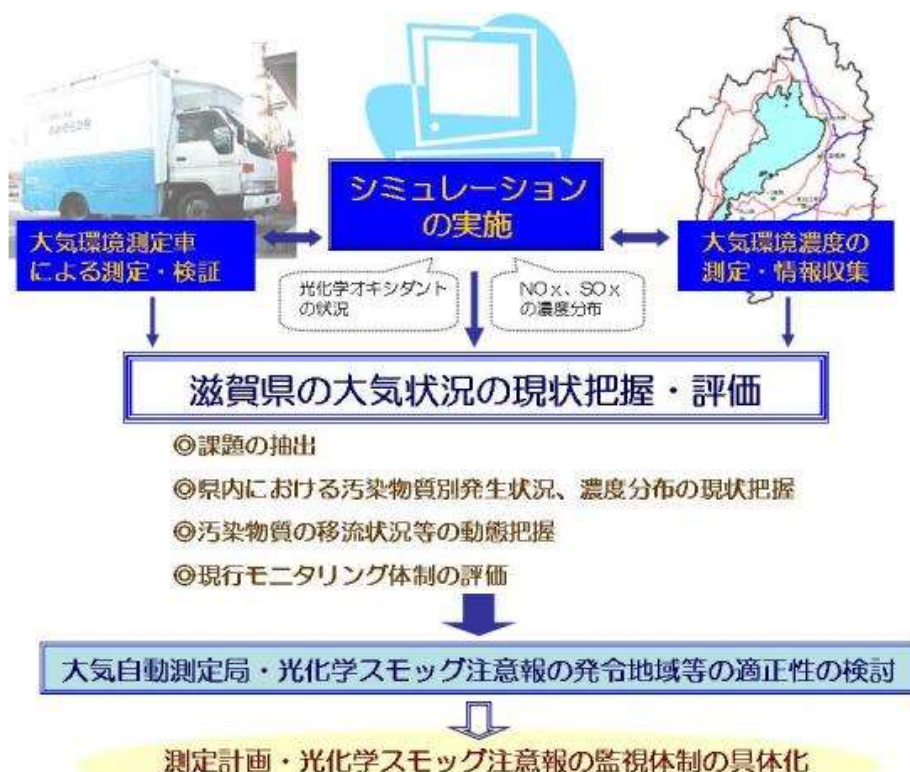 シミュレーション
の実施
大気環境測定車
による測定・検証
大気環境濃度の
測定・情報収集
光化学オキシダント
の状況
NOx、SOx
の濃度分布
滋賀県の大気状況の現状把握・評価
◎課題の抽出
◎県内における汚染物質別発生状況、濃度分布の現状把握
◎汚染物質の移流状況等の動態把握
◎現行モニタリング体制の評価
大気自動測定局・光化学スモッグ注意報の発令地域等の適正性の検討
測定計画・光化学スモッグ注意報の監視体制の具体化